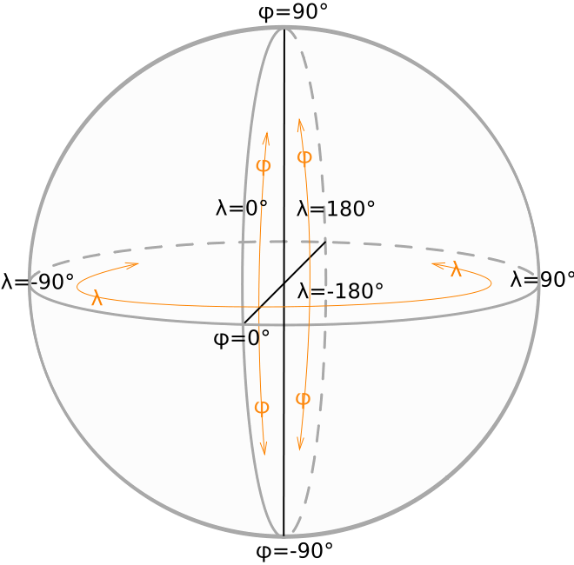 φ=90°
φ
φ
λ=0°
λ=180°
λ
λ=-90°
λ=90°
λ
λ=-180°
φ=0°
φ
φ
φ=-90°